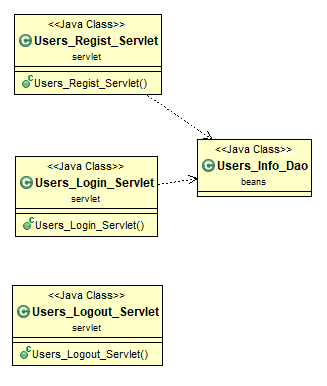 <<Java Class>>
Users_Regist_Servlet
servlet
Users_Regist_Servlet()
<<Java Class>>
Users_Info_Dao
beans
<<Java Class>>
Users_Login_Servlet
servlet
Users_Login_Servlet()
<<Java Class>>
Users_Logout_Servlet
servlet
Users_Logout_Servlet()